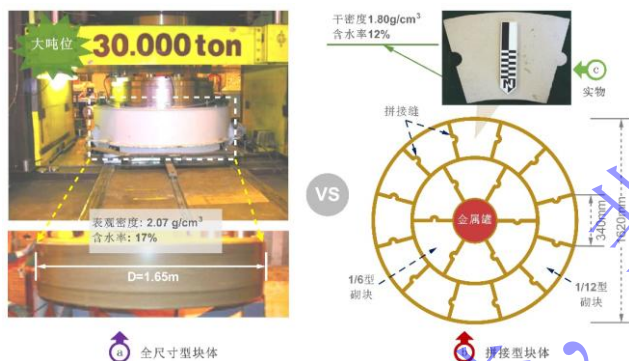 大吨位
30.000 ton
表观密度: 2.07 g/cm³
含水率: 17%
D=1.65m
a 全尺寸型块体
VS
干密度1.80g/cm³
含水率12%
c
实物
拼接缝
金属罐
340mm
1620mm
1/6型
砌块
1/12型
砌块
b 拼接型块体